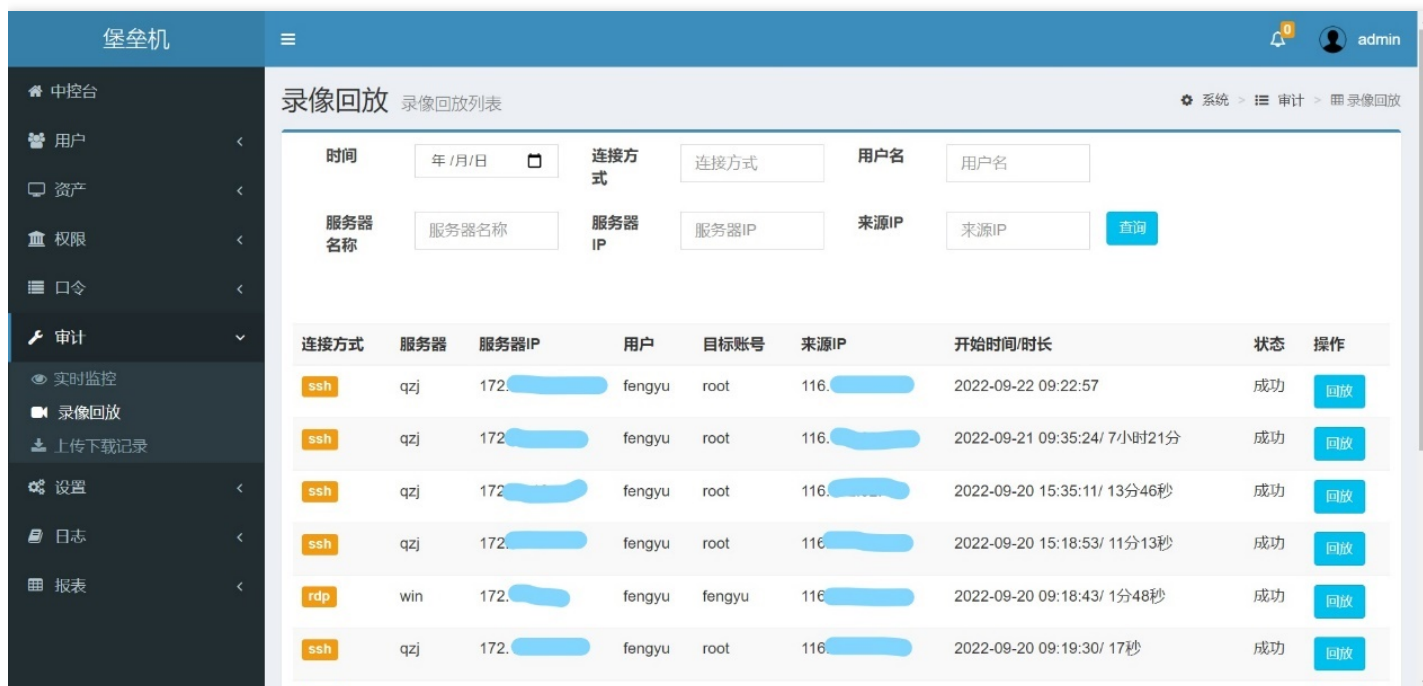 堡垒机
0
admin
中控台
用户
资产
权限
口令
审计
实时监控
录像回放
上传下载记录
设置
日志
报表
录像回放 录像回放列表
系统 > 审计 > 录像回放
时间 年/月/日 连接方式 连接方式 用户名 用户名
服务器名称 服务器名称 服务器IP 服务器IP 来源IP 来源IP 查询
连接方式 服务器 服务器IP 用户 目标账号 来源IP 开始时间/时长 状态 操作
ssh qzj 172. fengyu root 116. 2022-09-22 09:22:57 成功 回放
ssh qzj 172 fengyu root 116. 2022-09-21 09:35:24/ 7小时21分 成功 回放
ssh qzj 172 fengyu root 116. 2022-09-20 15:35:11/ 13分46秒 成功 回放
ssh qzj 172. fengyu root 116 2022-09-20 15:18:53/ 11分13秒 成功 回放
rdp win 172. fengyu fengyu 116 2022-09-20 09:18:43/ 1分48秒 成功 回放
ssh qzj 172. fengyu root 116. 2022-09-20 09:19:30/ 17秒 成功 回放